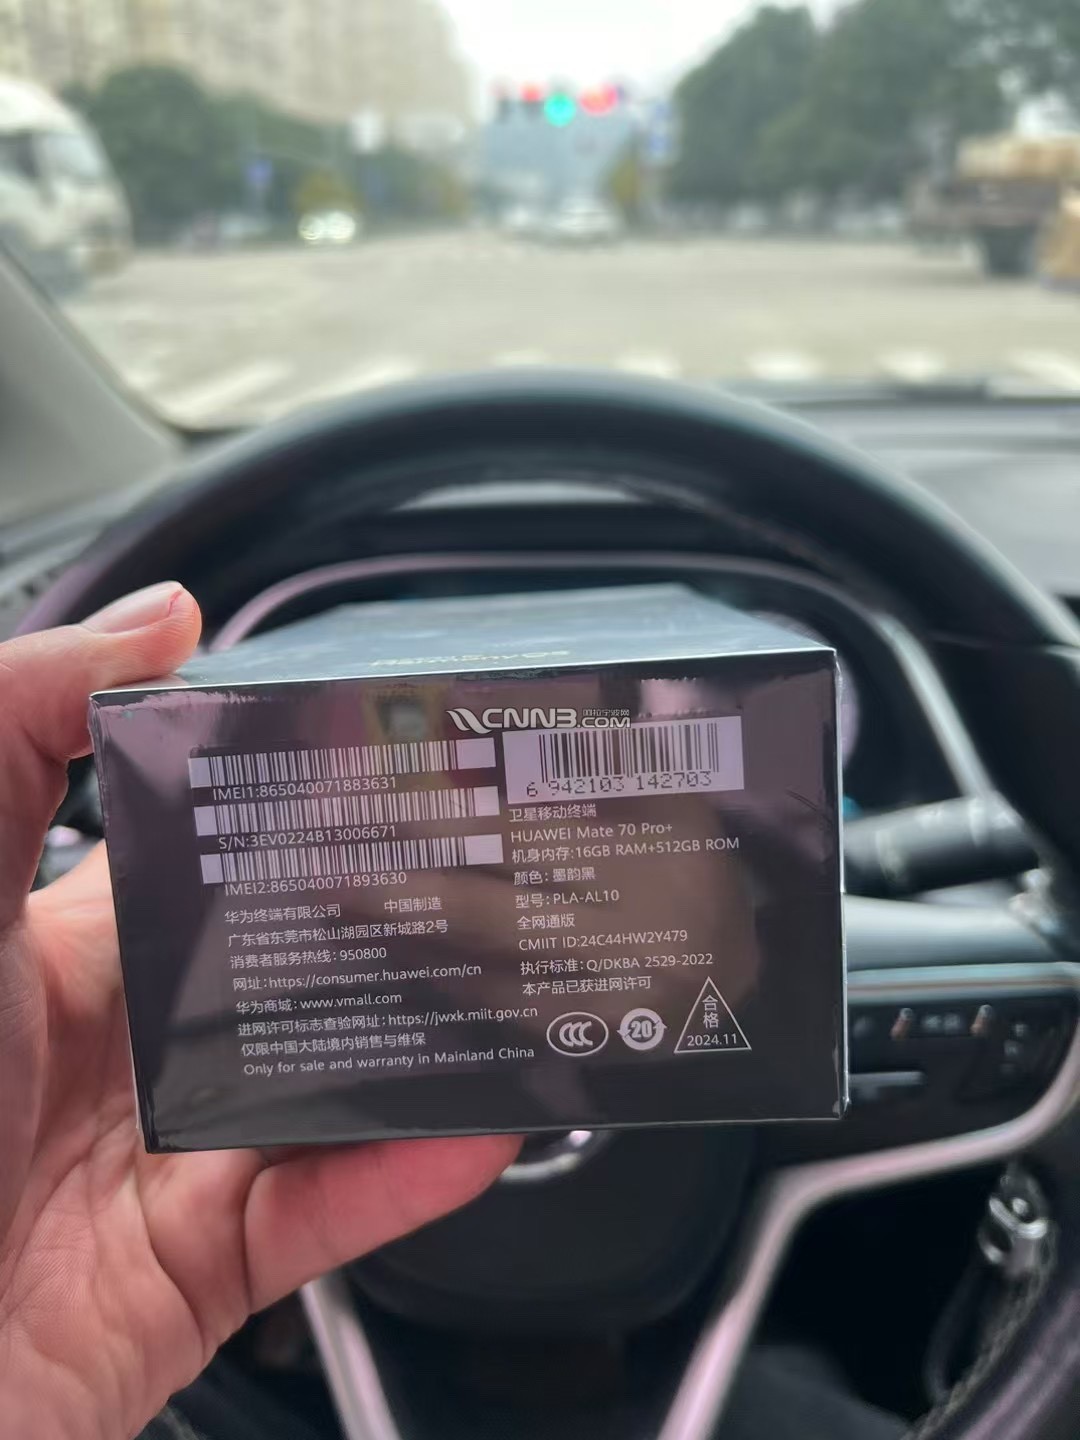 HarmonyOS
CNN3.COM
IMEI1:865040071883631
S/N:3EV0224B13006671
IMEI2:865040071893630
华为终端有限公司 中国制造
广东省东莞市松山湖园区新城路2号
消费者服务热线：950800
网址：https://consumer.huawei.com/cn
华为商城：www.vmall.com
进网许可标志查验网址：https://jwxk.miit.gov.cn
仅限中国大陆境内销售与维保
Only for sale and warranty in Mainland China
6 942103 142703
卫星移动终端
HUAWEI Mate 70 Pro+
机身内存:16GB RAM+512GB ROM
颜色：墨韵黑
型号：PLA-AL10
全网通版
CMIIT ID:24C44HW2Y479
执行标准：Q/DKBA 2529-2022
本产品已获进网许可
CCC
20
合格
2024.11